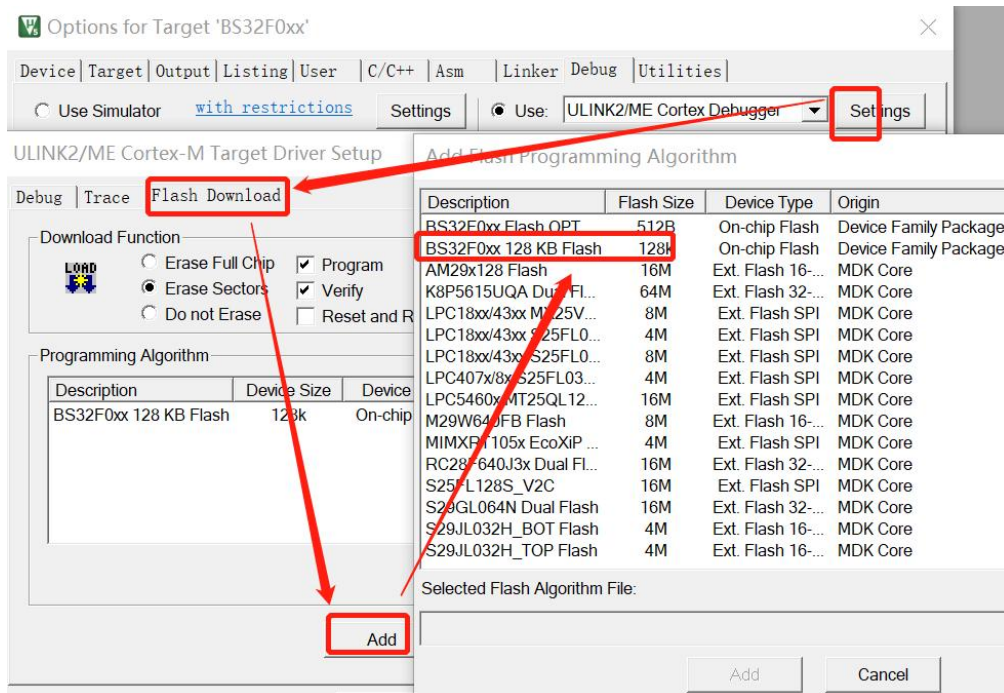 Options for Target 'BS32F0xx'
Device Target Output Listing User C/C++ Asm Linker Debug Utilities
Use Simulator with restrictions Settings Use: ULINK2/ME Cortex Debugger Settings
ULINK2/ME Cortex-M Target Driver Setup
Debug Trace Flash Download
Download Function
LOAD
Erase Full Chip Program
Erase Sectors Verify
Do not Erase Reset and R
Programming Algorithm
Description Device Size Device
BS32F0xx 128 KB Flash 128k On-chip
Add
Add Flash Programming Algorithm
Description Flash Size Device Type Origin
BS32F0xx Flash OPT 512B On-chip Flash Device Family Package
BS32F0xx 128 KB Flash 128k On-chip Flash Device Family Package
AM29x128 Flash 16M Ext. Flash 16-... MDK Core
K8P5615UQA Dual Fl... 64M Ext. Flash 32-... MDK Core
LPC18xx/43xx MX25V... 8M Ext. Flash SPI MDK Core
LPC18xx/43xx S25FL0... 4M Ext. Flash SPI MDK Core
LPC18xx/43xx S25FL0... 8M Ext. Flash SPI MDK Core
LPC407x/8x S25FL03... 4M Ext. Flash SPI MDK Core
LPC5460x MT25QL12... 16M Ext. Flash SPI MDK Core
M29W640FB Flash 8M Ext. Flash 16-... MDK Core
MIMXRT105x EcoXiP ... 4M Ext. Flash SPI MDK Core
RC28F640J3x Dual Fl... 16M Ext. Flash 32-... MDK Core
S25FL128S_V2C 16M Ext. Flash SPI MDK Core
S29GL064N Dual Flash 16M Ext. Flash 32-... MDK Core
S29JL032H_BOT Flash 4M Ext. Flash 16-... MDK Core
S29JL032H_TOP Flash 4M Ext. Flash 16-... MDK Core
Selected Flash Algorithm File:
Add Cancel